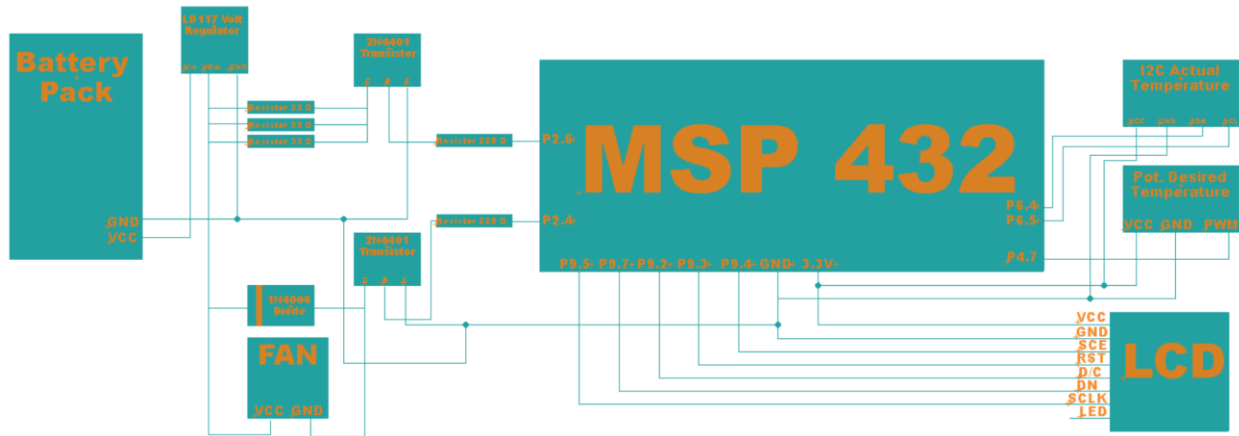 Battery
Pack
GND
VCC
LD117 Volt
Regulator
Vin Vout GND
Resistor 33 Ω
Resistor 33 Ω
Resistor 33 Ω
2N4401
Transistor
Resistor 220 Ω
Resistor 220 Ω
2N4401
Transistor
1N4004
Diode
FAN
VCC GND
MSP 432
P2.6
P2.4
P6.4
P6.5
P4.7
P9.5 P9.7 P9.2 P9.3 P9.4 GND 3.3V
I2C Actual
Temperature
VCC GND SDA SCL
Pot. Desired
Temperature
VCC GND PWM
LCD
VCC
GND
SCE
RST
D/C
DN
SCLK
LED